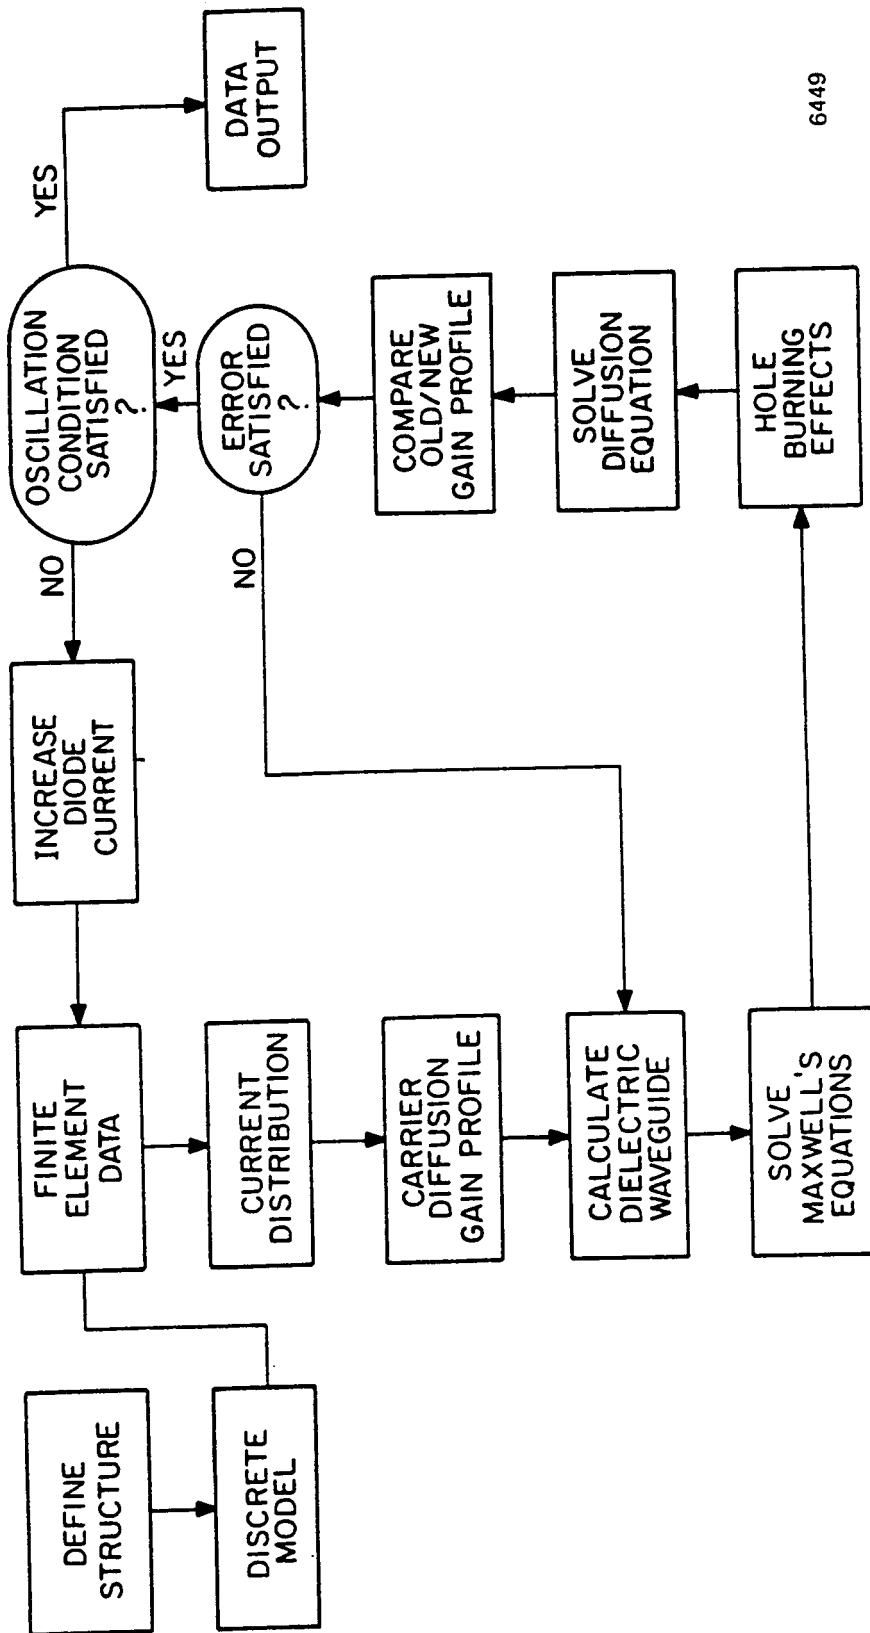 DEFINE
STRUCTURE
DISCRETE
MODEL
FINITE
ELEMENT
DATA
CURRENT
DISTRIBUTION
CARRIER
DIFFUSION
GAIN PROFILE
CALCULATE
DIELECTRIC
WAVEGUIDE
SOLVE
MAXWELL'S
EQUATIONS
INCREASE
DIODE
CURRENT
NO
OSCILLATION
CONDITION
SATISFIED
?
YES
YES
ERROR
SATISFIED
?
NO
COMPARE
OLD/NEW
GAIN PROFILE
SOLVE
DIFFUSION
EQUATION
HOLE
BURNING
EFFECTS
DATA
OUTPUT
6449